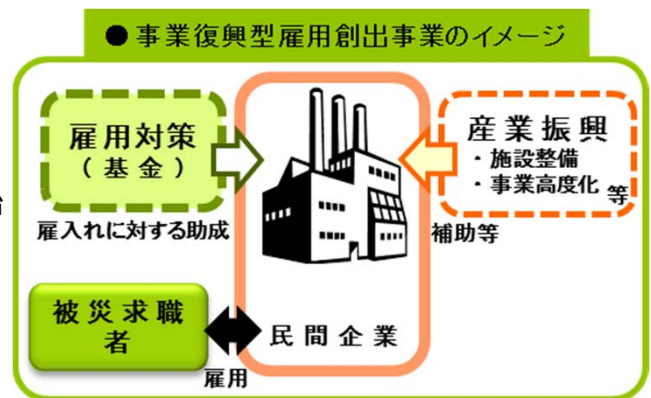 ● 事業復興型雇用創出事業のイメージ
雇用対策
（基金）
雇入れに対する助成
産業振興
・施設整備
・事業高度化 等
補助等
被災求職
者
雇用
民間企業